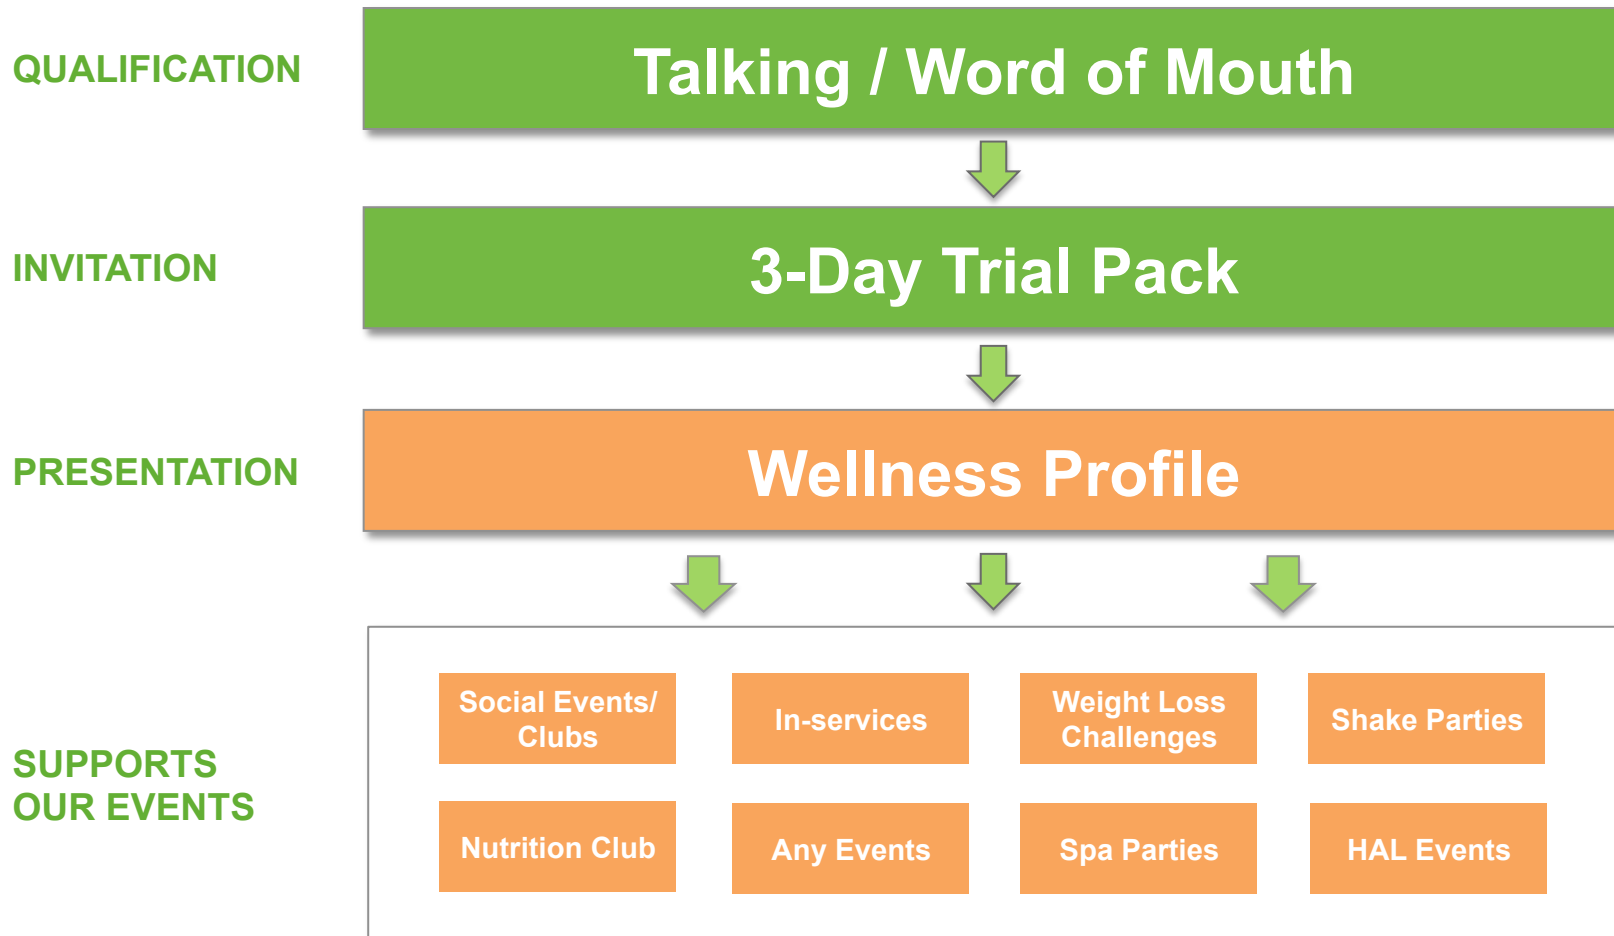 QUALIFICATION
Talking / Word of Mouth
INVITATION
3-Day Trial Pack
PRESENTATION
Wellness Profile
SUPPORTS
OUR EVENTS
Social Events/
Clubs
In-services
Weight Loss
Challenges
Shake Parties
Nutrition Club
Any Events
Spa Parties
HAL Events